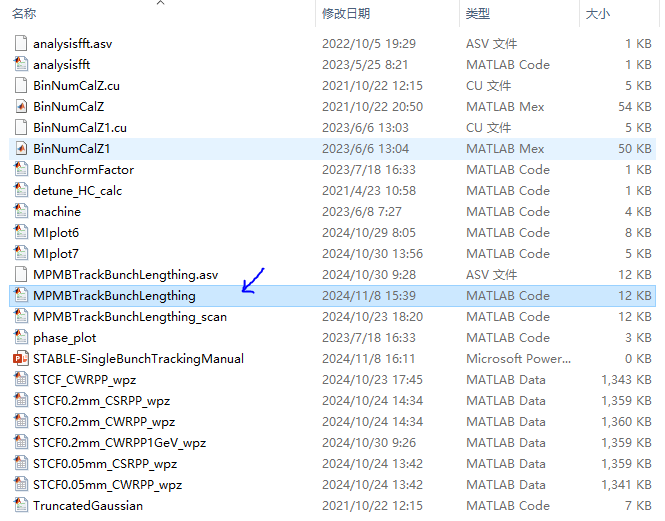 名称 修改日期 类型 大小
analysisfft.asv 2022/10/5 19:29 ASV 文件 1 KB
analysisfft 2023/5/25 8:21 MATLAB Code 1 KB
BinNumCalZ.cu 2021/10/22 12:15 CU 文件 5 KB
BinNumCalZ 2021/10/22 20:50 MATLAB Mex 54 KB
BinNumCalZ1.cu 2023/6/6 13:03 CU 文件 5 KB
BinNumCalZ1 2023/6/6 13:04 MATLAB Mex 50 KB
BunchFormFactor 2023/7/18 16:33 MATLAB Code 1 KB
detune_HC_calc 2021/4/23 10:58 MATLAB Code 1 KB
machine 2023/6/8 7:27 MATLAB Code 4 KB
MIplot6 2024/10/29 8:05 MATLAB Code 8 KB
MIplot7 2024/10/30 13:56 MATLAB Code 5 KB
MPMBTrackBunchLengthing.asv 2024/10/30 9:28 ASV 文件 12 KB
MPMBTrackBunchLengthing 2024/11/8 15:39 MATLAB Code 12 KB
MPMBTrackBunchLengthing_scan 2024/10/23 18:20 MATLAB Code 12 KB
phase_plot 2023/7/18 16:33 MATLAB Code 3 KB
STABLE-SingleBunchTrackingManual 2024/11/8 16:11 Microsoft Power... 0 KB
STCF_CWRPP_wpz 2024/10/23 17:45 MATLAB Data 1,343 KB
STCF0.2mm_CSRPP_wpz 2024/10/24 14:34 MATLAB Data 1,359 KB
STCF0.2mm_CWRPP_wpz 2024/10/24 14:34 MATLAB Data 1,360 KB
STCF0.2mm_CWRPP1GeV_wpz 2024/10/30 9:26 MATLAB Data 1,359 KB
STCF0.05mm_CSRPP_wpz 2024/10/24 13:42 MATLAB Data 1,359 KB
STCF0.05mm_CWRPP_wpz 2024/10/24 13:42 MATLAB Data 1,341 KB
TruncatedGaussian 2021/10/22 12:15 MATLAB Code 7 KB